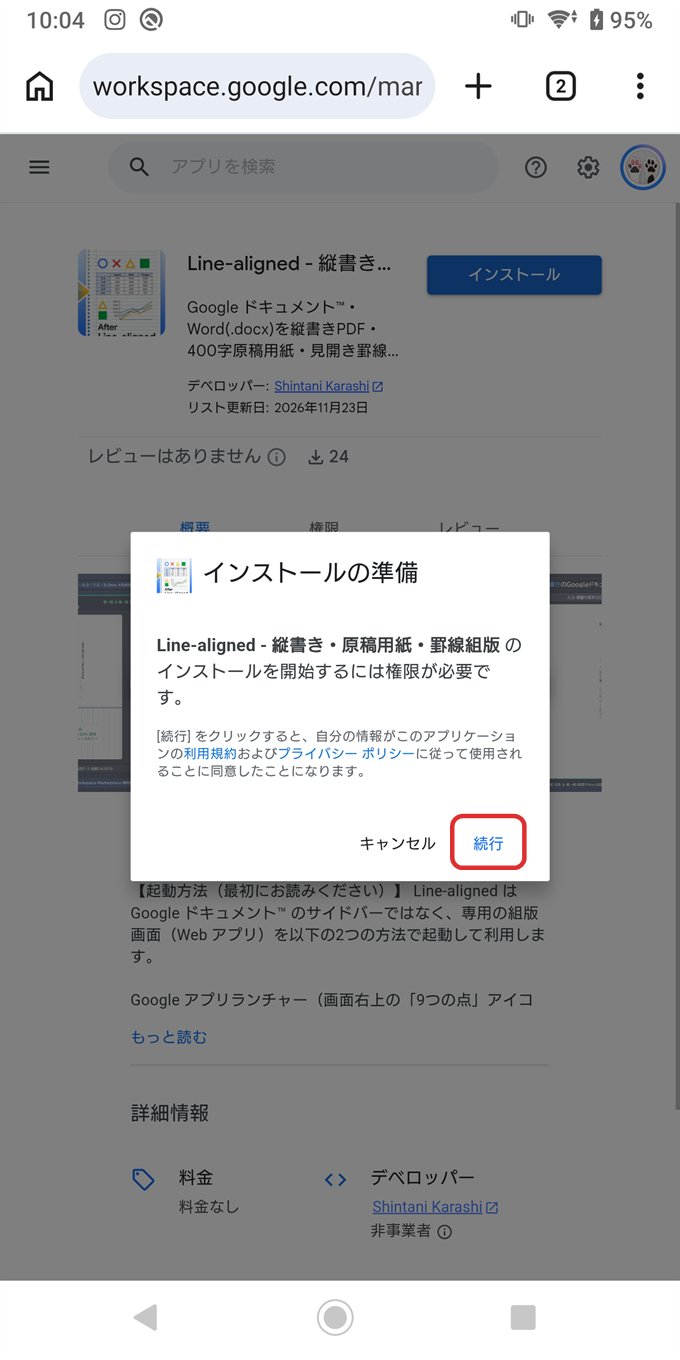 10:04
95%
workspace.google.com/mar
2
アプリを検索
Line-aligned - 縦書き...
インストール
Google ドキュメント™・
Word(.docx)を縦書きPDF・
400字原稿用紙・見開き罫線...
デベロッパー: Shintani Karashi
リスト更新日: 2026年11月23日
After
レビューはありません
24
概要
権限
レビュー
インストールの準備
Line-aligned - 縦書き・原稿用紙・罫線組版 の
インストールを開始するには権限が必要で
す。
[続行] をクリックすると、自分の情報がこのアプリケーショ
ンの利用規約およびプライバシー ポリシーに従って使用され
ることに同意したことになります。
キャンセル
続行
【起動方法（最初にお読みください）】 Line-aligned は
Google ドキュメント™ のサイドバーではなく、専用の組版
画面（Web アプリ）を以下の2つの方法で起動して利用しま
す。
Google アプリランチャー（画面右上の「9つの点」アイコ
もっと読む
詳細情報
料金
料金なし
デベロッパー
Shintani Karashi
非事業者